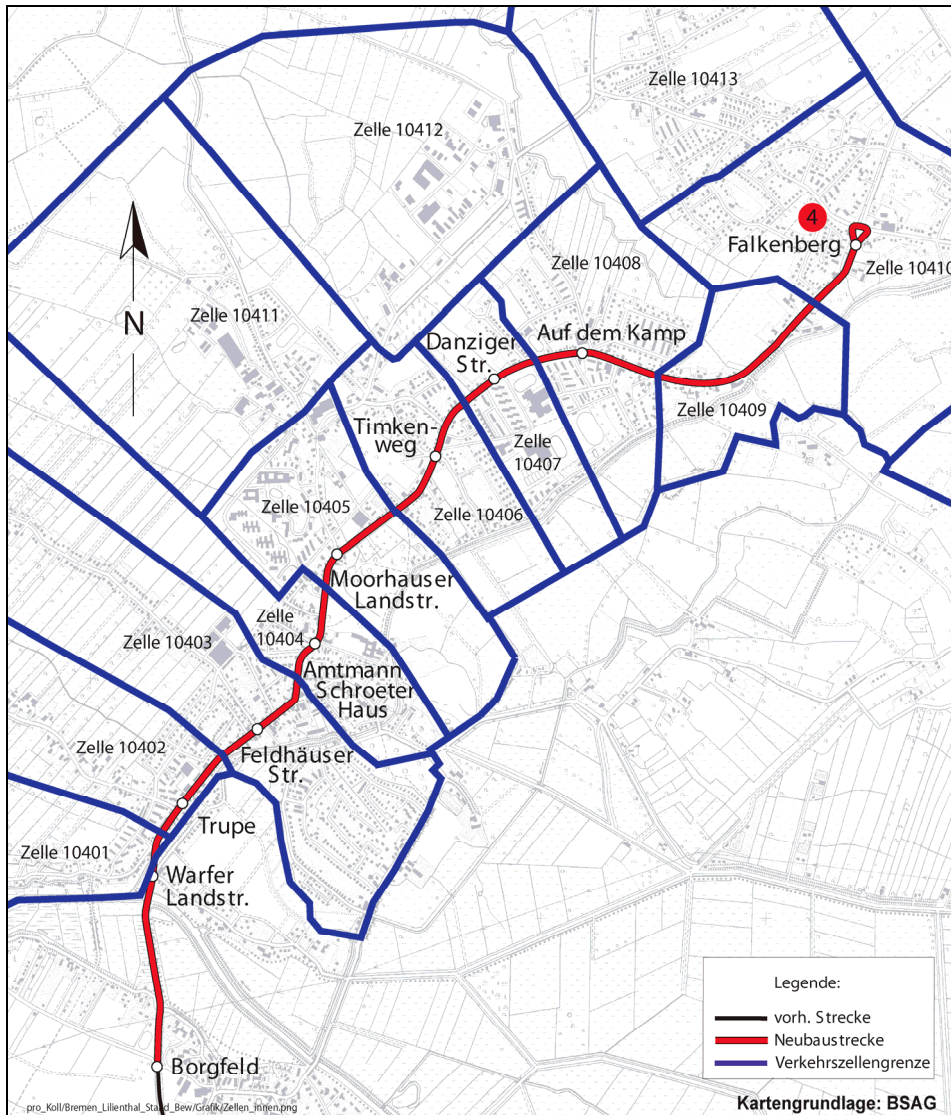 Zelle 10413
Zelle 10412
4
Falkenberg
Zelle 10408
Zelle 10410
N
Zelle 10411
Auf dem Kamp
Danziger
Str.
Zelle 10409
Timken-
weg
Zelle
10407
Zelle 10405
Zelle 10406
Moorhauser
Landstr.
Zelle
10404
Zelle 10403
Amtmann
Schroeter
Haus
Zelle 10402
Feldhäuser
Str.
Trupe
Zelle 10401
Warfer
Landstr.
Borgfeld
Legende:
vorh. Strecke
Neubaustrecke
Verkehrszellengrenze
pro_Koll/Bremen_Lilienthal_Stand_Bew/Grafik/Zellen_innen.png
Kartengrundlage: BSAG